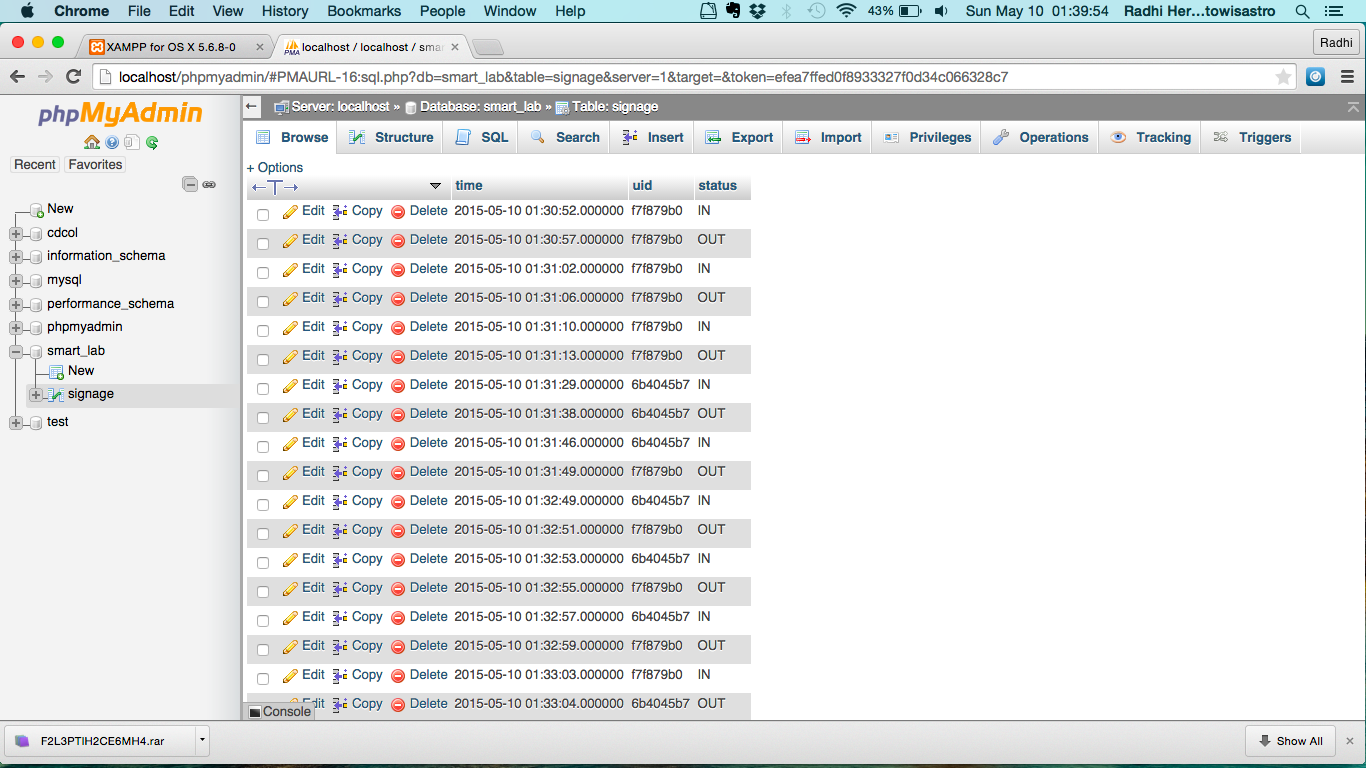 Chrome File Edit View History Bookmarks People Window Help 43% Sun May 10 01:39:54 Radhi Her...towisastro
XAMPP for OS X 5.6.8-0 × localhost / localhost / sma × Radhi
localhost/phpmyadmin/#PMAURL-16:sql.php?db=smart_lab&table=signage&server=1&target=&token=efea7ffed0f8933327f0d34c066328c7
phpMyAdmin
Recent Favorites
New
cdcol
information_schema
mysql
performance_schema
phpmyadmin
smart_lab
New
signage
test
Server: localhost » Database: smart_lab » Table: signage
Browse Structure SQL Search Insert Export Import Privileges Operations Tracking Triggers
+ Options
time uid status
Edit Copy Delete 2015-05-10 01:30:52.000000 f7f879b0 IN
Edit Copy Delete 2015-05-10 01:30:57.000000 f7f879b0 OUT
Edit Copy Delete 2015-05-10 01:31:02.000000 f7f879b0 IN
Edit Copy Delete 2015-05-10 01:31:06.000000 f7f879b0 OUT
Edit Copy Delete 2015-05-10 01:31:10.000000 f7f879b0 IN
Edit Copy Delete 2015-05-10 01:31:13.000000 f7f879b0 OUT
Edit Copy Delete 2015-05-10 01:31:29.000000 6b4045b7 IN
Edit Copy Delete 2015-05-10 01:31:38.000000 6b4045b7 OUT
Edit Copy Delete 2015-05-10 01:31:46.000000 6b4045b7 IN
Edit Copy Delete 2015-05-10 01:31:49.000000 f7f879b0 OUT
Edit Copy Delete 2015-05-10 01:32:49.000000 6b4045b7 IN
Edit Copy Delete 2015-05-10 01:32:51.000000 f7f879b0 OUT
Edit Copy Delete 2015-05-10 01:32:53.000000 6b4045b7 IN
Edit Copy Delete 2015-05-10 01:32:55.000000 f7f879b0 OUT
Edit Copy Delete 2015-05-10 01:32:57.000000 6b4045b7 IN
Edit Copy Delete 2015-05-10 01:32:59.000000 f7f879b0 OUT
Edit Copy Delete 2015-05-10 01:33:03.000000 f7f879b0 IN
Edit Copy Delete 2015-05-10 01:33:04.000000 6b4045b7 OUT
Console
F2L3PTIH2CE6MH4.rar Show All